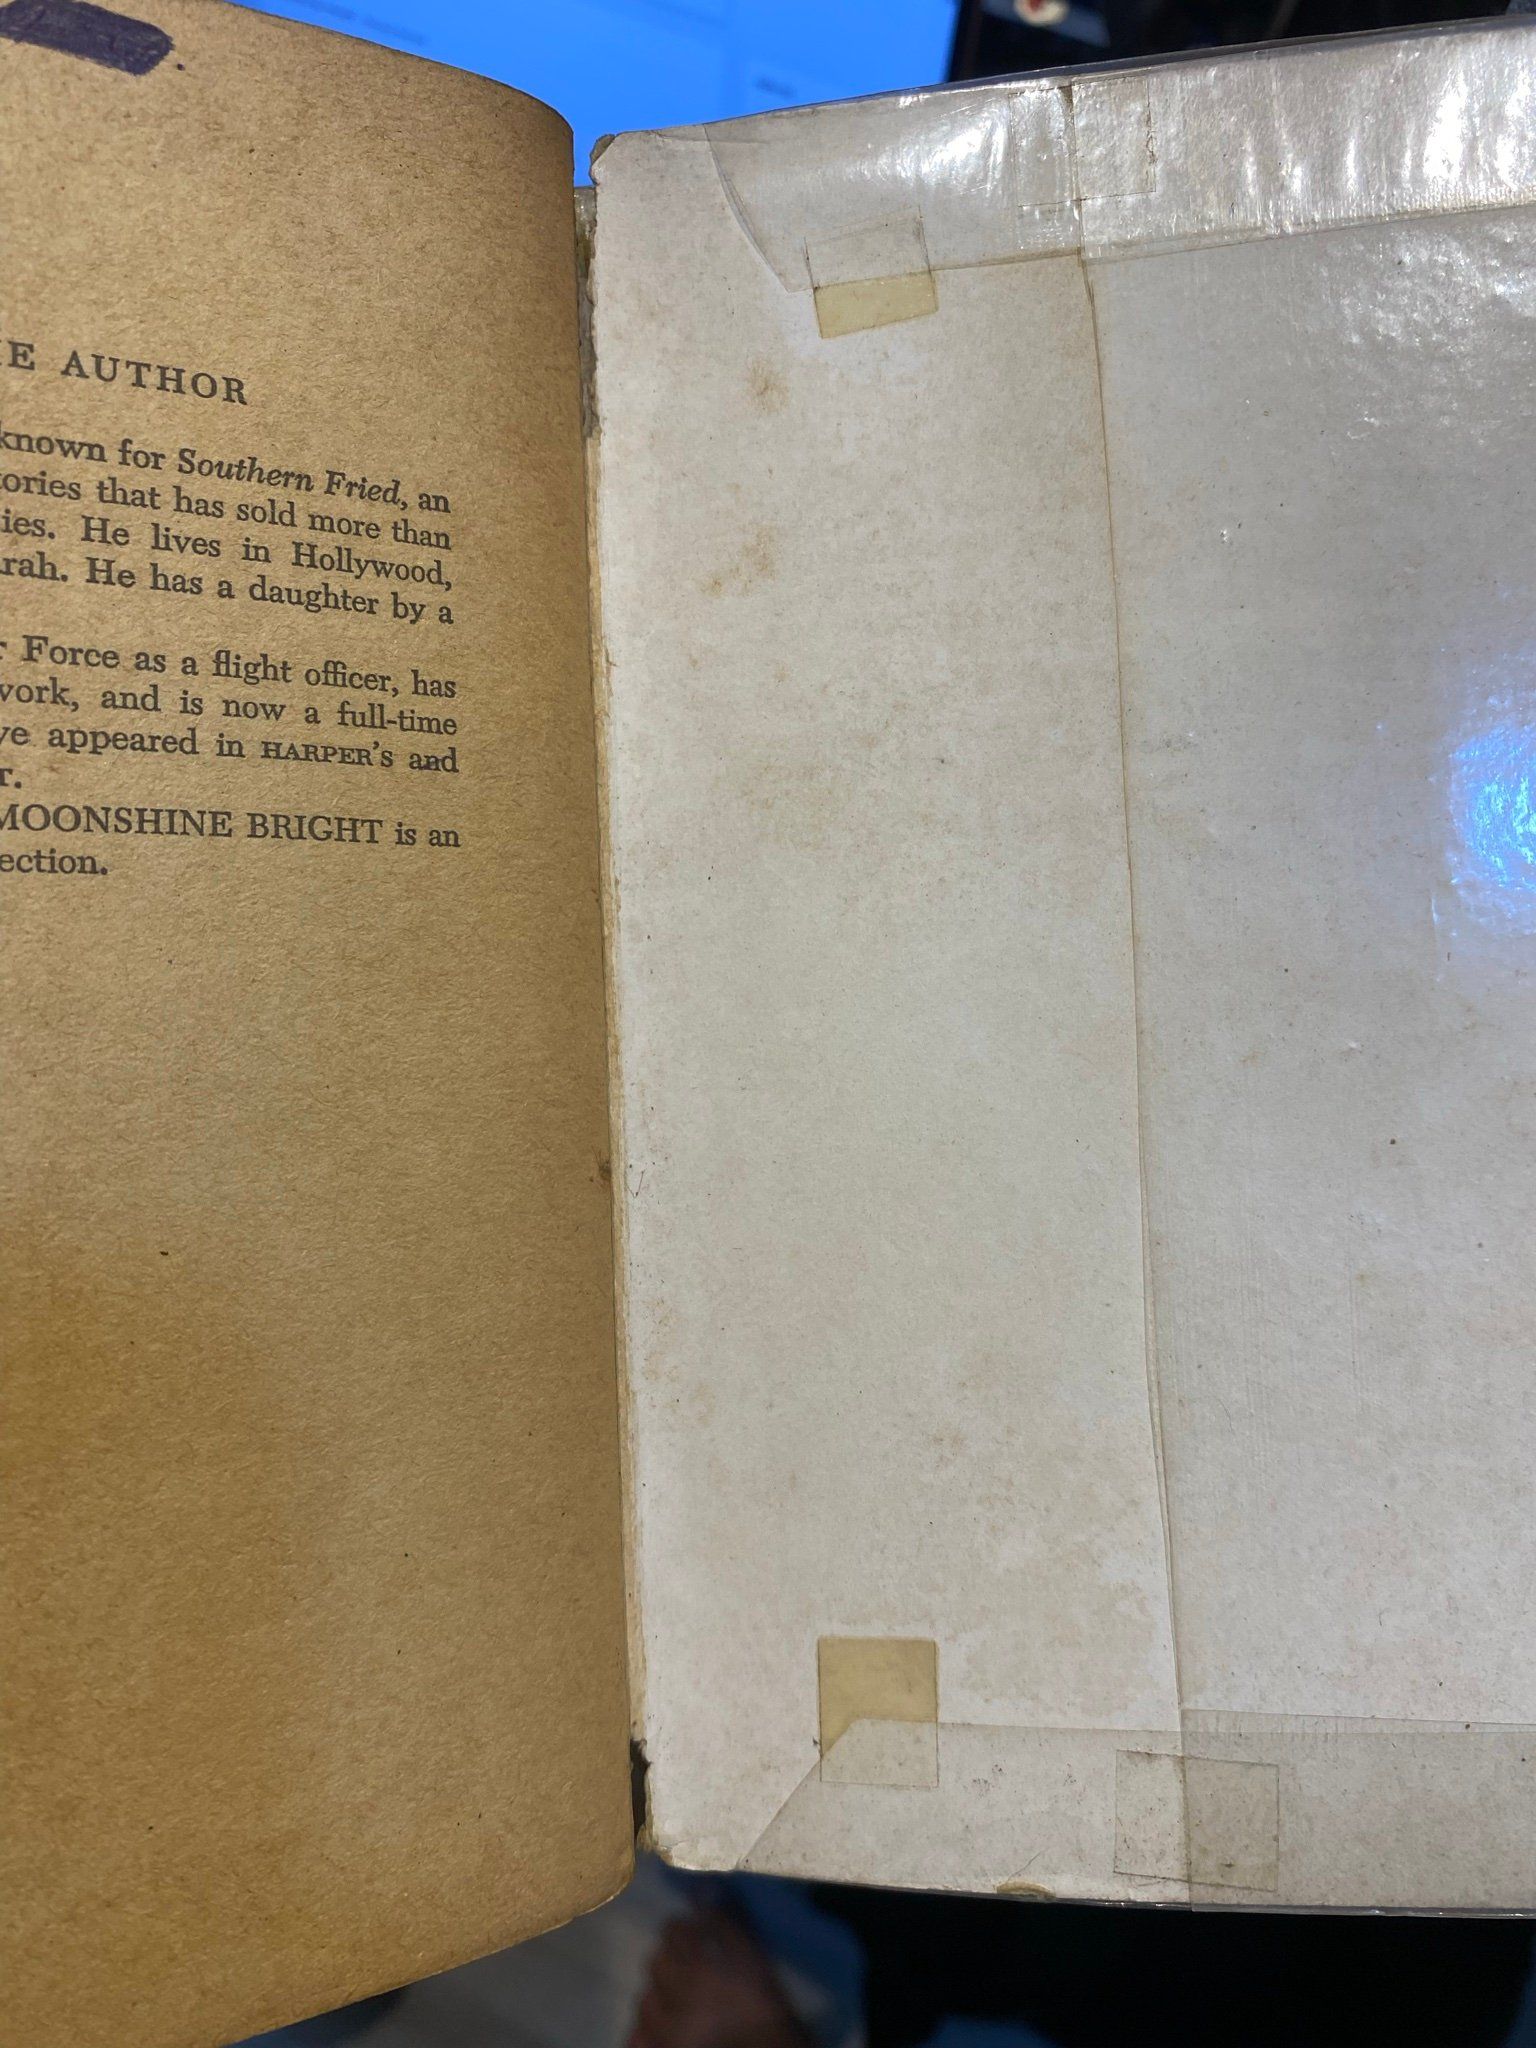 E AUTHOR
known for Southern Fried, an
tories that has sold more than
ies. He lives in Hollywood,
rah. He has a daughter by a
r Force as a flight officer, has
work, and is now a full-time
ve appeared in HARPER'S and
r.
MOONSHINE BRIGHT is an
ection.